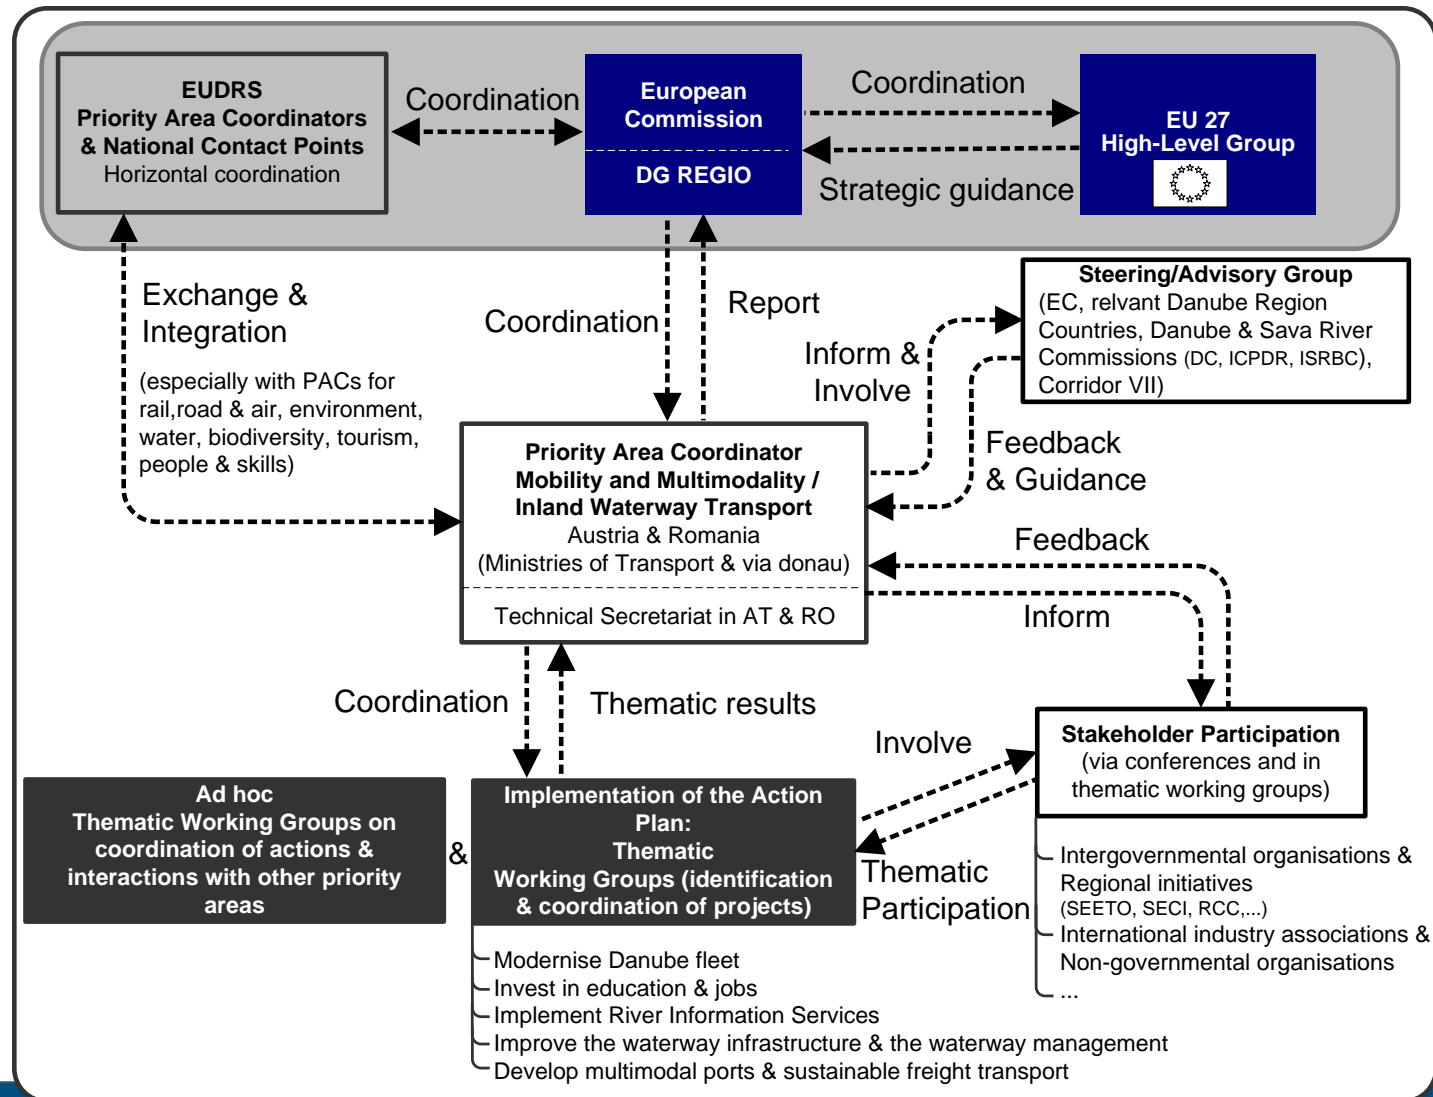 EUDRS
Priority Area Coordinators
& National Contact Points
Horizontal coordination
Coordination
European
Commission
DG REGIO
Coordination
Strategic guidance
EU 27
High-Level Group
Exchange &
Integration
(especially with PACs for
rail,road & air, environment,
water, biodiversity, tourism,
people & skills)
Coordination
Report
Inform &
Involve
Steering/Advisory Group
(EC, relvant Danube Region
Countries, Danube & Sava River
Commissions (DC, ICPDR, ISRBC),
Corridor VII)
Feedback
& Guidance
Priority Area Coordinator
Mobility and Multimodality /
Inland Waterway Transport
Austria & Romania
(Ministries of Transport & via donau)
Technical Secretariat in AT & RO
Feedback
Inform
Coordination
Thematic results
Involve
Stakeholder Participation
(via conferences and in
thematic working groups)
Ad hoc
Thematic Working Groups on
coordination of actions &
interactions with other priority
areas
&
Implementation of the Action
Plan:
Thematic
Working Groups (identification
& coordination of projects)
Thematic
Participation
Intergovernmental organisations &
Regional initiatives
(SEETO, SECI, RCC,...)
International industry associations &
Non-governmental organisations
...
Modernise Danube fleet
Invest in education & jobs
Implement River Information Services
Improve the waterway infrastructure & the waterway management
Develop multimodal ports & sustainable freight transport